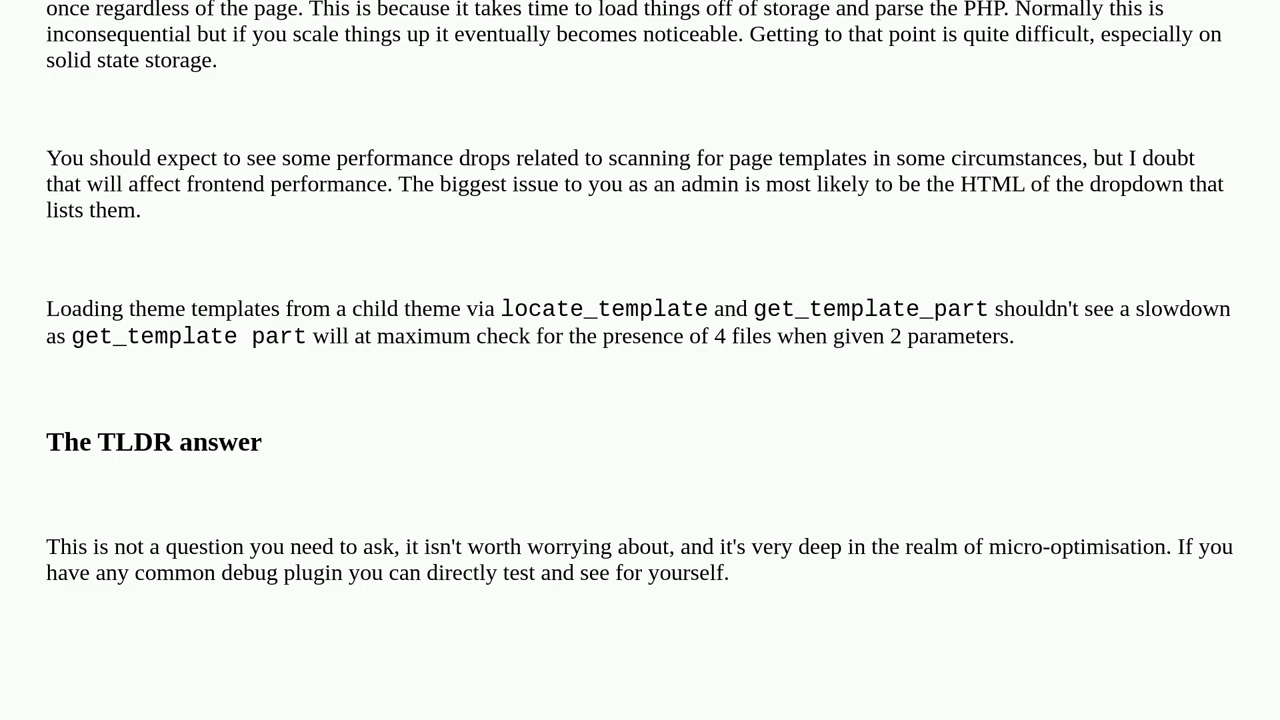 once regardless of the page. This is because it takes time to load things off of storage and parse the PHP. Normally this is
inconsequential but if you scale things up it eventually becomes noticeable. Getting to that point is quite difficult, especially on
solid state storage.
You should expect to see some performance drops related to scanning for page templates in some circumstances, but I doubt
that will affect frontend performance. The biggest issue to you as an admin is most likely to be the HTML of the dropdown that
lists them.
Loading theme templates from a child theme via locate_template and get_template_part shouldn't see a slowdown
as get_template part will at maximum check for the presence of 4 files when given 2 parameters.
The TLDR answer
This is not a question you need to ask, it isn't worth worrying about, and it's very deep in the realm of micro-optimisation. If you
have any common debug plugin you can directly test and see for yourself.